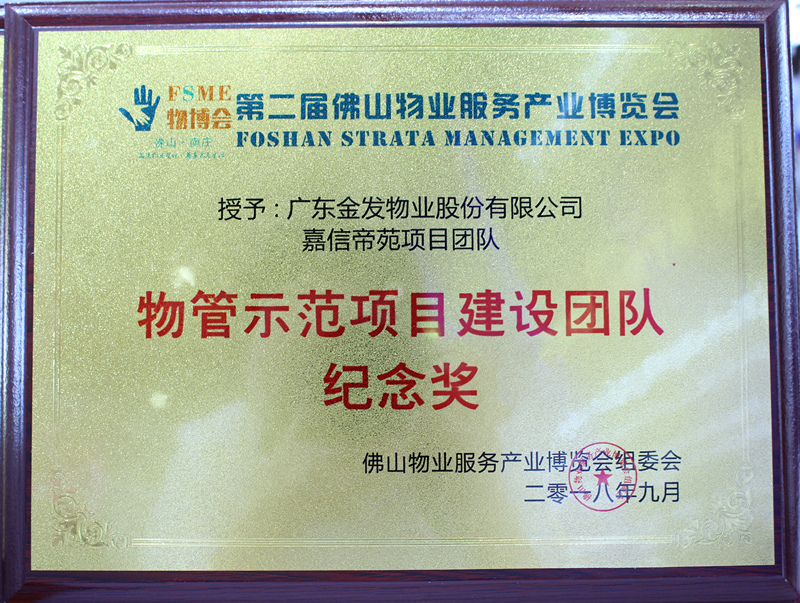 FSME
物博会
佛山·南庄
第二届佛山物业服务产业博览会
FOSHAN STRATA MANAGEMENT EXPO
授予：广东金发物业股份有限公司
嘉信帝苑项目团队
物管示范项目建设团队
纪念奖
佛山物业服务产业博览会组委会
二零一八年九月